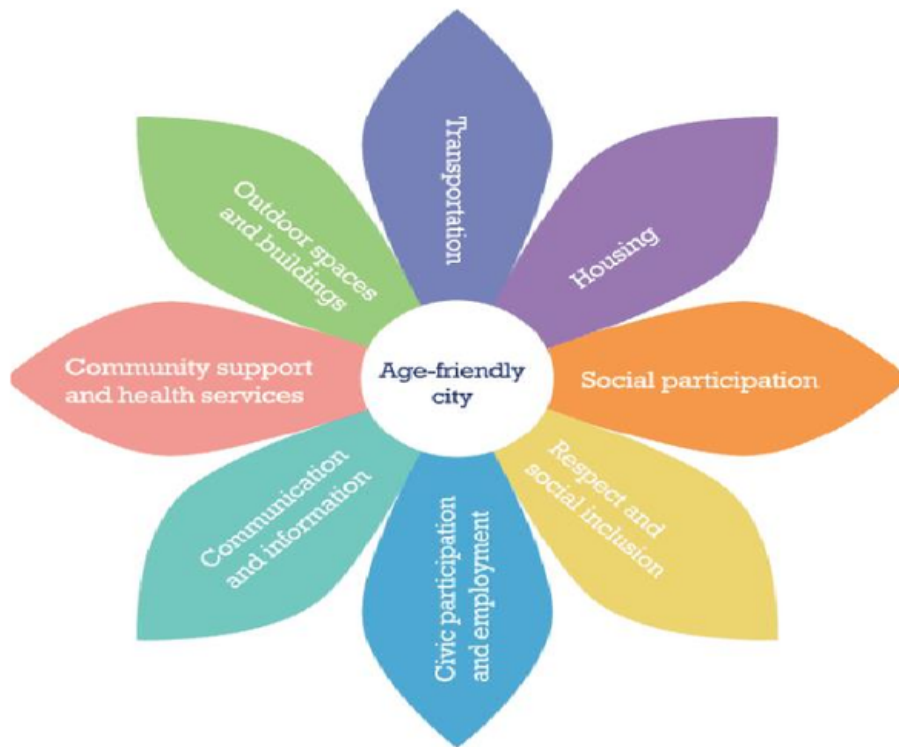 Transportation
Housing
Outdoor spaces
and buildings
Community support
and health services
Age-friendly
city
Social participation
Respect and
social inclusion
Communication
and information
Civic participation
and employment